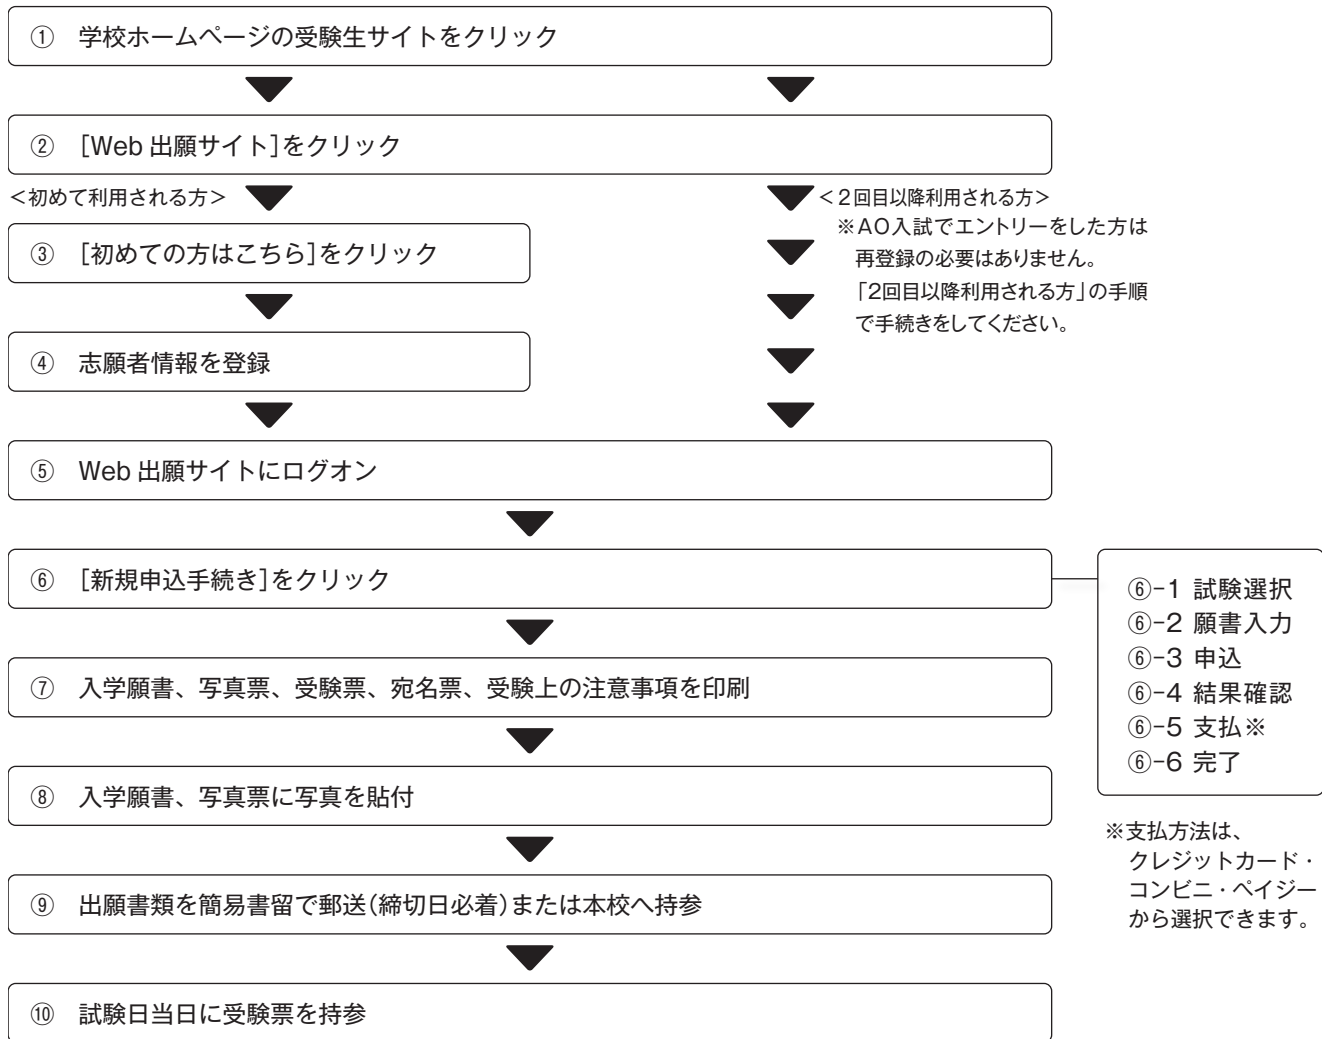 ① 学校ホームページの受験生サイトをクリック
② [Web 出願サイト]をクリック
＜初めて利用される方＞
＜2回目以降利用される方＞
※AO入試でエントリーをした方は
再登録の必要はありません。
「2回目以降利用される方」の手順
で手続きをしてください。
③ [初めての方はこちら]をクリック
④ 志願者情報を登録
⑤ Web 出願サイトにログオン
⑥ [新規申込手続き]をクリック
⑥-1 試験選択
⑥-2 願書入力
⑥-3 申込
⑥-4 結果確認
⑥-5 支払※
⑥-6 完了
※支払方法は、
クレジットカード・
コンビニ・ペイジー
から選択できます。
⑦ 入学願書、写真票、受験票、宛名票、受験上の注意事項を印刷
⑧ 入学願書、写真票に写真を貼付
⑨ 出願書類を簡易書留で郵送(締切日必着)または本校へ持参
⑩ 試験日当日に受験票を持参